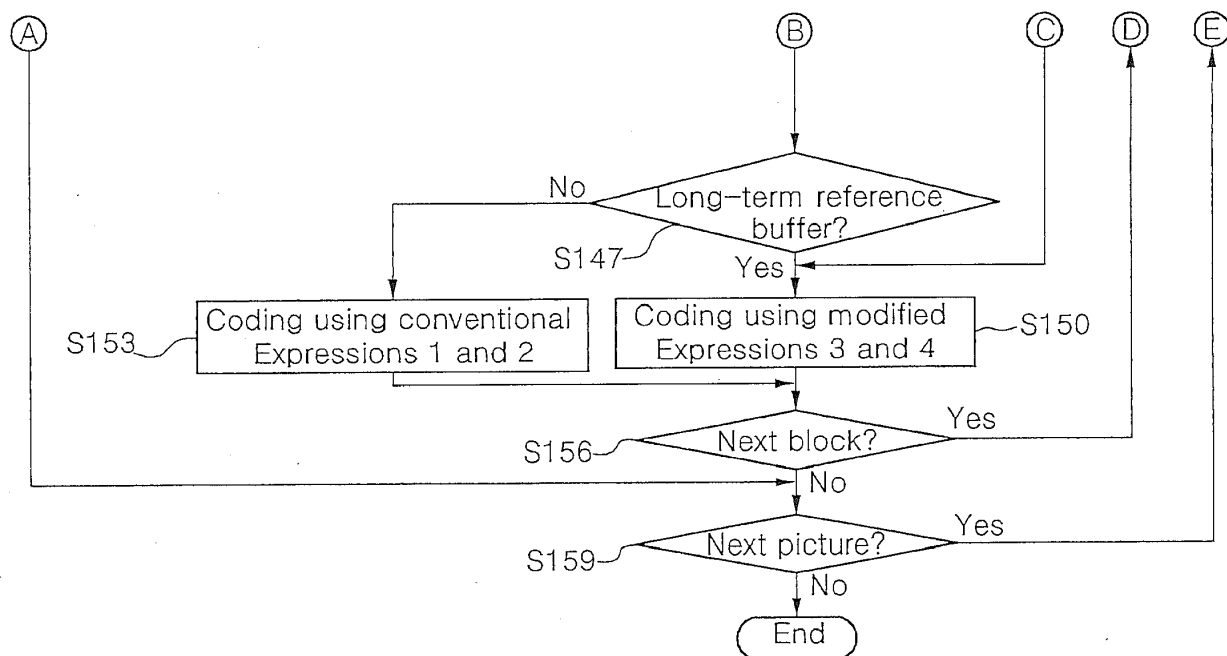 A
B
C
D
E
No
Long-term reference
buffer?
S147
Yes
S153
Coding using conventional
Expressions 1 and 2
Coding using modified
Expressions 3 and 4
S150
S156
Next block?
Yes
No
S159
Next picture?
Yes
No
End